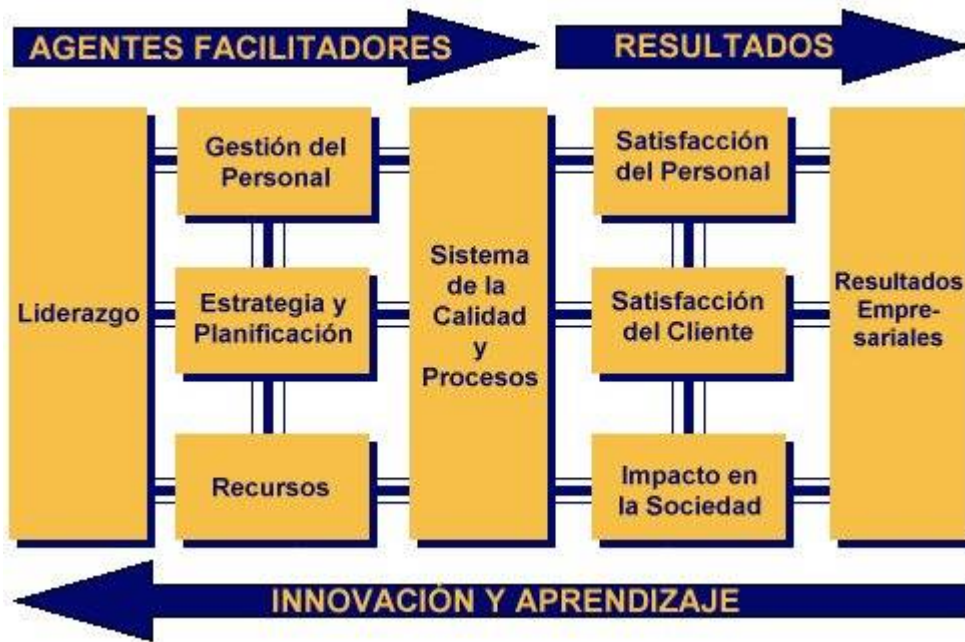 AGENTES FACILITADORES
RESULTADOS
Liderazgo
Gestión del
Personal
Estrategia y
Planificación
Recursos
Sistema
de la
Calidad
y
Procesos
Satisfacción
del Personal
Satisfacción
del Cliente
Impacto en
la Sociedad
Resultados
Empre-
sariales
INNOVACIÓN Y APRENDIZAJE